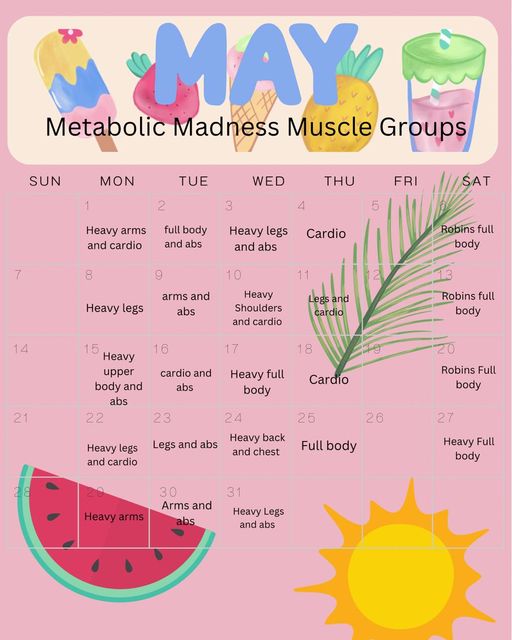 MAY
Metabolic Madness Muscle Groups
SUN MON TUE WED THU FRI SAT
1 2 3 4 5 6
Heavy arms and cardio
full body and abs
Heavy legs and abs
Cardio
Robins full body
7 8 9 10 11 12 13
Heavy legs
arms and abs
Heavy Shoulders and cardio
Legs and cardio
Robins full body
14 15 16 17 18 19 20
Heavy upper body and abs
cardio and abs
Heavy full body
Cardio
Robins Full body
21 22 23 24 25 26 27
Heavy legs and cardio
Legs and abs
Heavy back and chest
Full body
Heavy Full body
28 29 30 31
Heavy arms
Arms and abs
Heavy Legs and abs